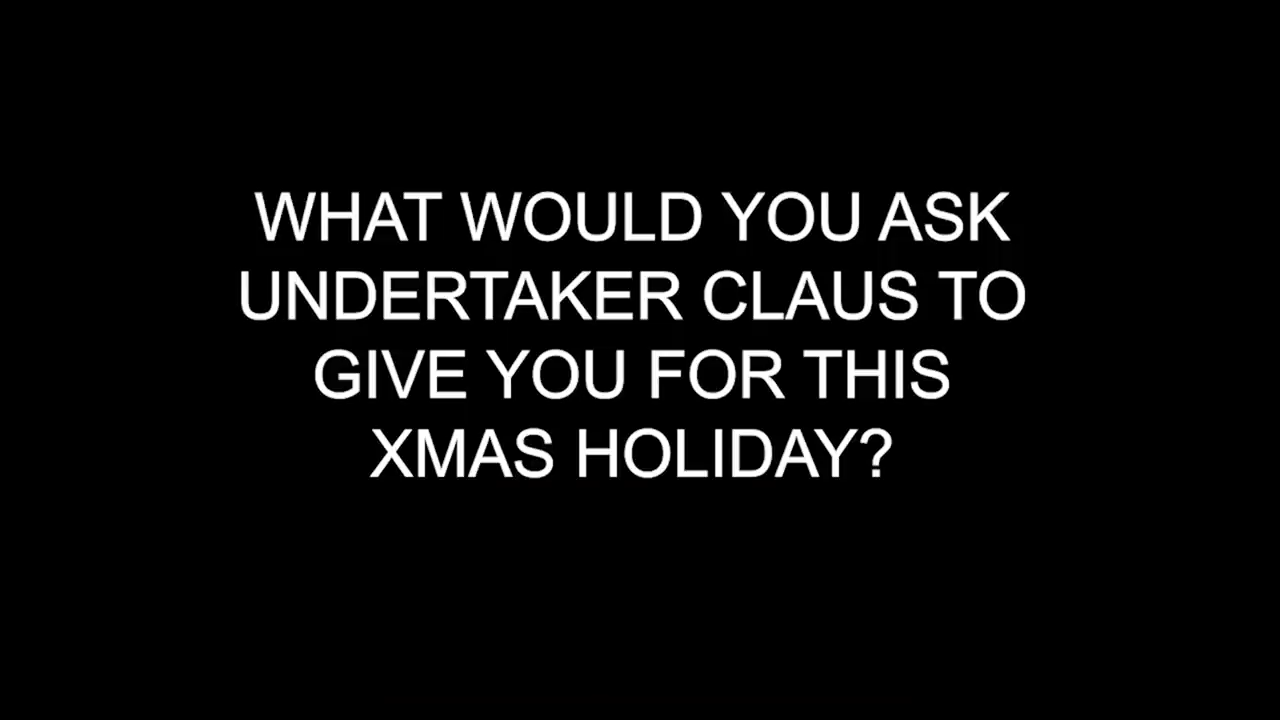 WHAT WOULD YOU ASK
UNDERTAKER CLAUS TO
GIVE YOU FOR THIS
XMAS HOLIDAY?